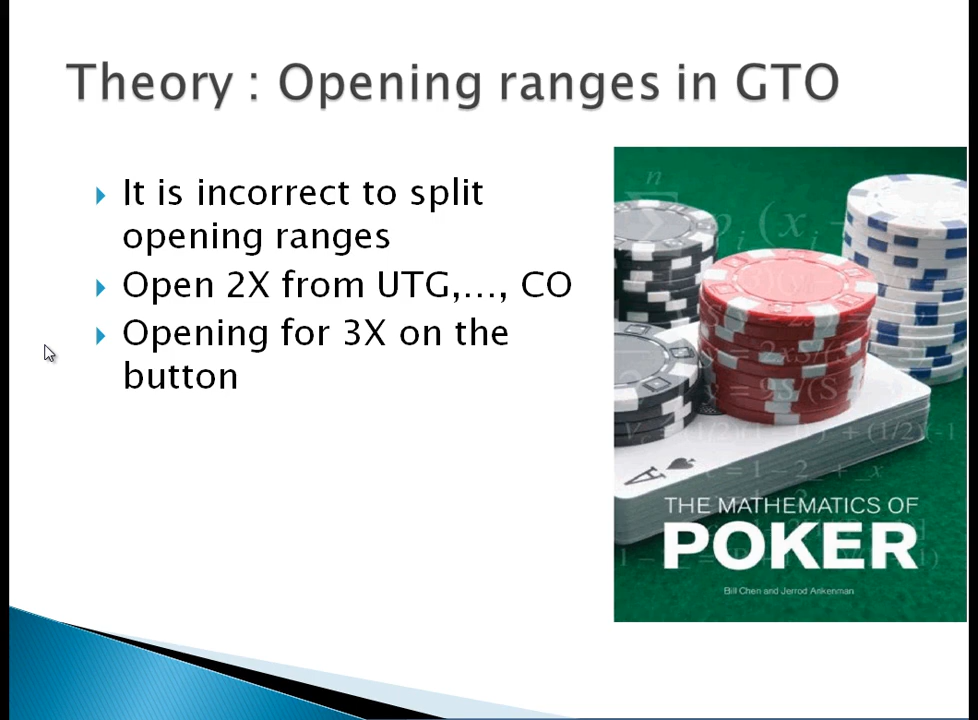 Theory : Opening ranges in GTO
It is incorrect to split
opening ranges
Open 2X from UTG,..., CO
Opening for 3X on the
button
THE MATHEMATICS OF
POKER
Bill Chen and Jerrod Ankenman